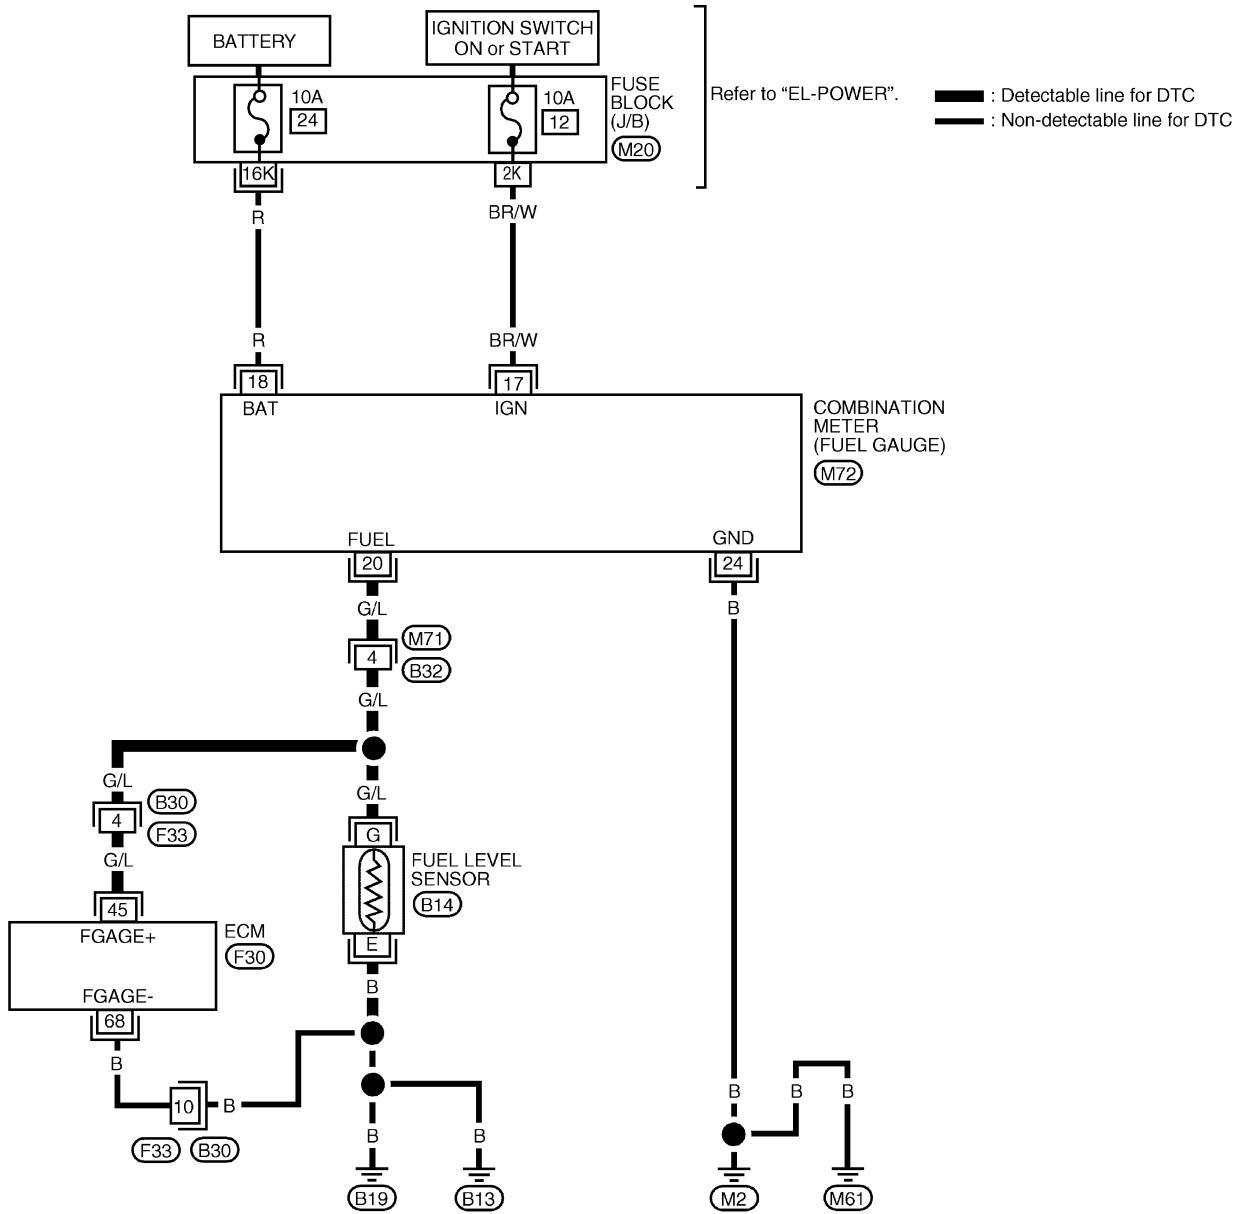 BATTERY
IGNITION SWITCH
ON or START
10A
24
10A
12
FUSE
BLOCK
(J/B)
M20
Refer to “EL-POWER”.
: Detectable line for DTC
: Non-detectable line for DTC
16K
2K
R
BR/W
R
BR/W
18
17
BAT
IGN
COMBINATION
METER
(FUEL GAUGE)
M72
FUEL
GND
20
24
G/L
B
M71
4
B32
G/L
G/L
G/L
B30
4
F33
G/L
G
FUEL LEVEL
SENSOR
B14
45
FGAGE+
ECM
F30
E
FGAGE-
68
B
B
10
B
F33
B30
B
B
B
B
B
B19
B13
M2
M61